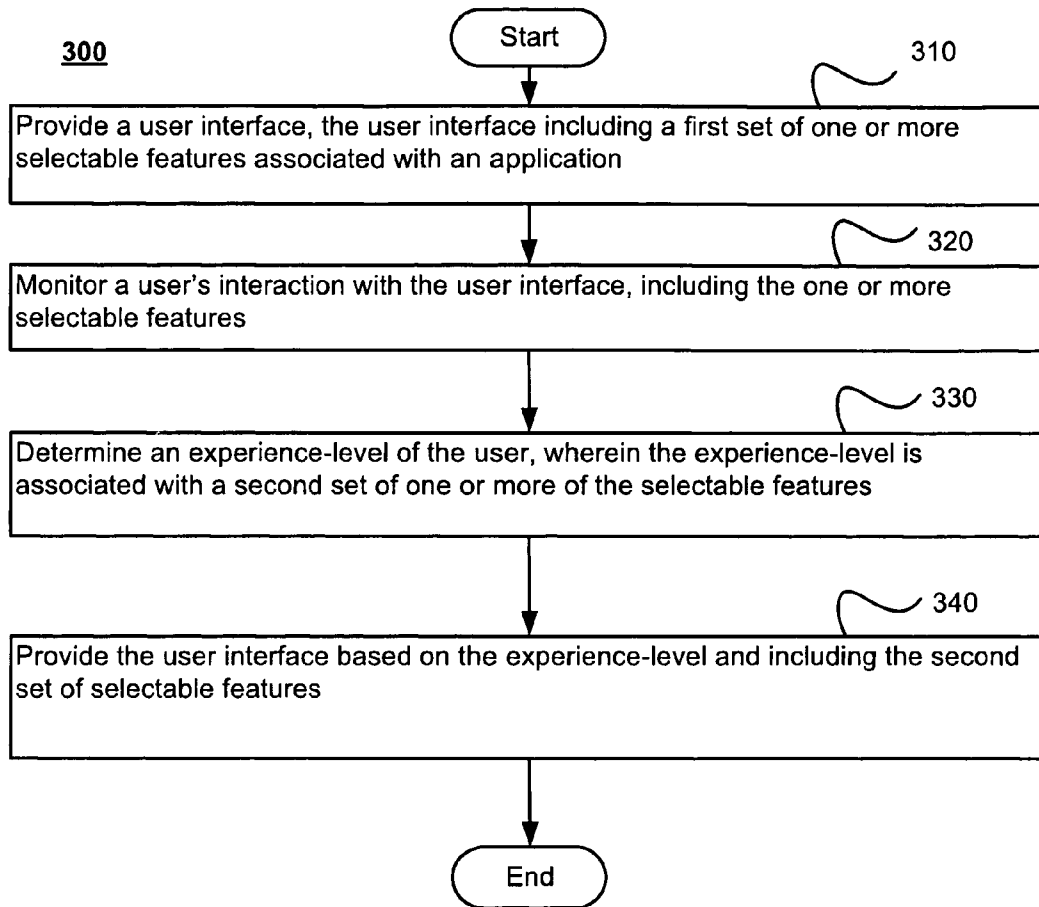 Start
300
310
Provide a user interface, the user interface including a first set of one or more
selectable features associated with an application
320
Monitor a user's interaction with the user interface, including the one or more
selectable features
330
Determine an experience-level of the user, wherein the experience-level is
associated with a second set of one or more of the selectable features
340
Provide the user interface based on the experience-level and including the second
set of selectable features
End